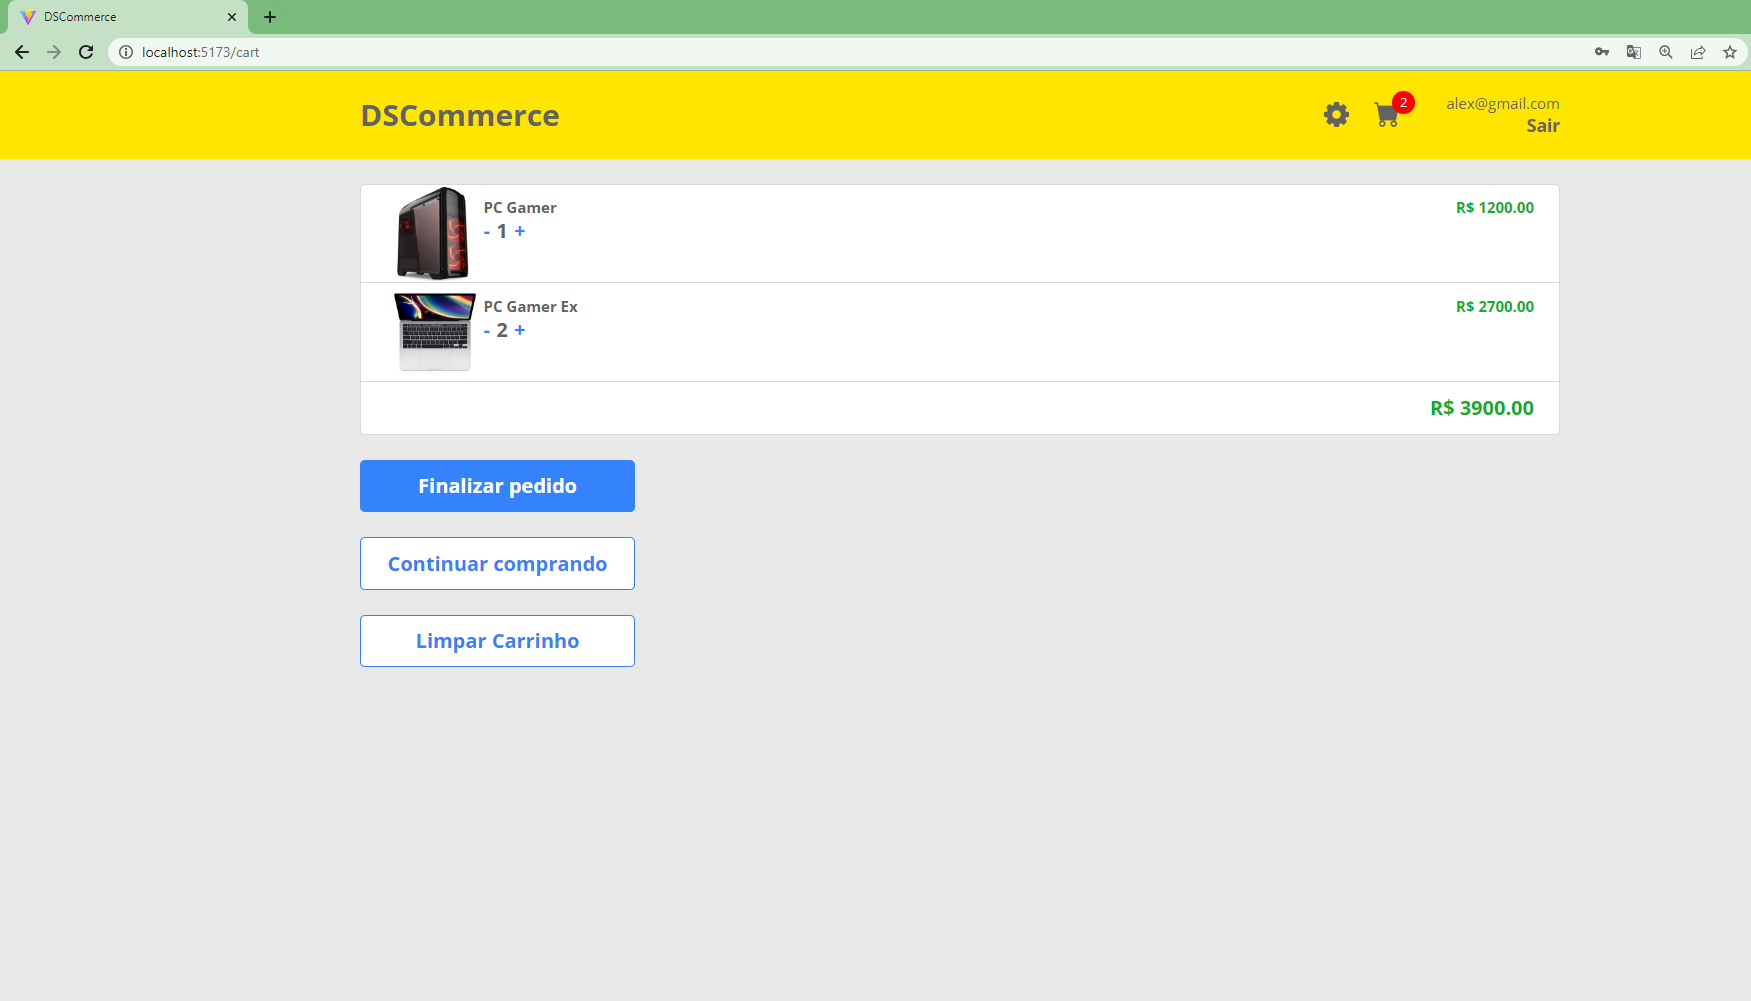 DSCommerce
localhost:5173/cart
DSCommerce
2
alex@gmail.com
Sair
PC Gamer
R$ 1200.00
- 1 +
PC Gamer Ex
R$ 2700.00
- 2 +
R$ 3900.00
Finalizar pedido
Continuar comprando
Limpar Carrinho